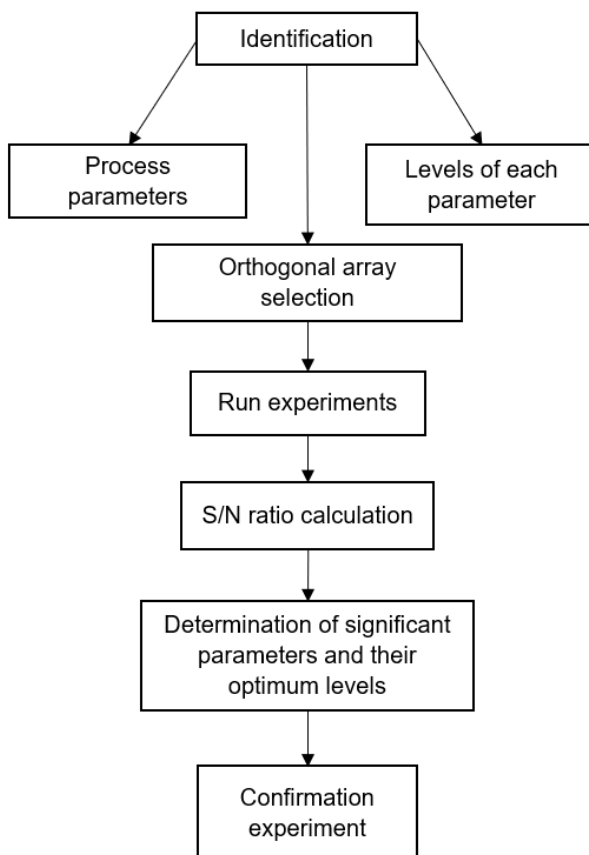 Identification
Process
parameters
Levels of each
parameter
Orthogonal array
selection
Run experiments
S/N ratio calculation
Determination of significant
parameters and their
optimum levels
Confirmation
experiment